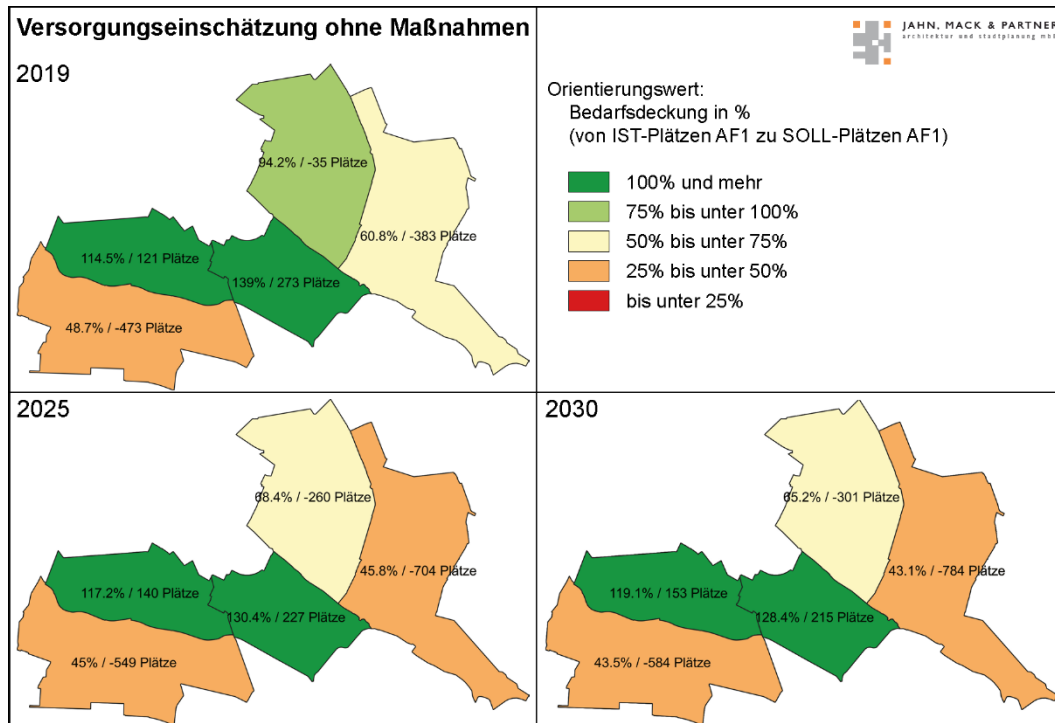 Versorgungseinschätzung ohne Maßnahmen
2019
94.2% / -35 Plätze
60.8% / -383 Plätze
114.5% / 121 Plätze
139% / 273 Plätze
48.7% / -473 Plätze
JAHN, MACK & PARTNER
architektur und stadtplanung mbB
Orientierungswert:
Bedarfsdeckung in %
(von IST-Plätzen AF1 zu SOLL-Plätzen AF1)
100% und mehr
75% bis unter 100%
50% bis unter 75%
25% bis unter 50%
bis unter 25%
2025
68.4% / -260 Plätze
45.8% / -704 Plätze
117.2% / 140 Plätze
130.4% / 227 Plätze
45% / -549 Plätze
2030
65.2% / -301 Plätze
43.1% / -784 Plätze
119.1% / 153 Plätze
128.4% / 215 Plätze
43.5% / -584 Plätze